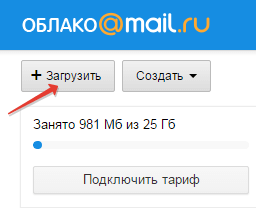 ОБЛАКО@mail.ru
+ Загрузить Создать
Занято 981 Мб из 25 Гб
Подключить тариф